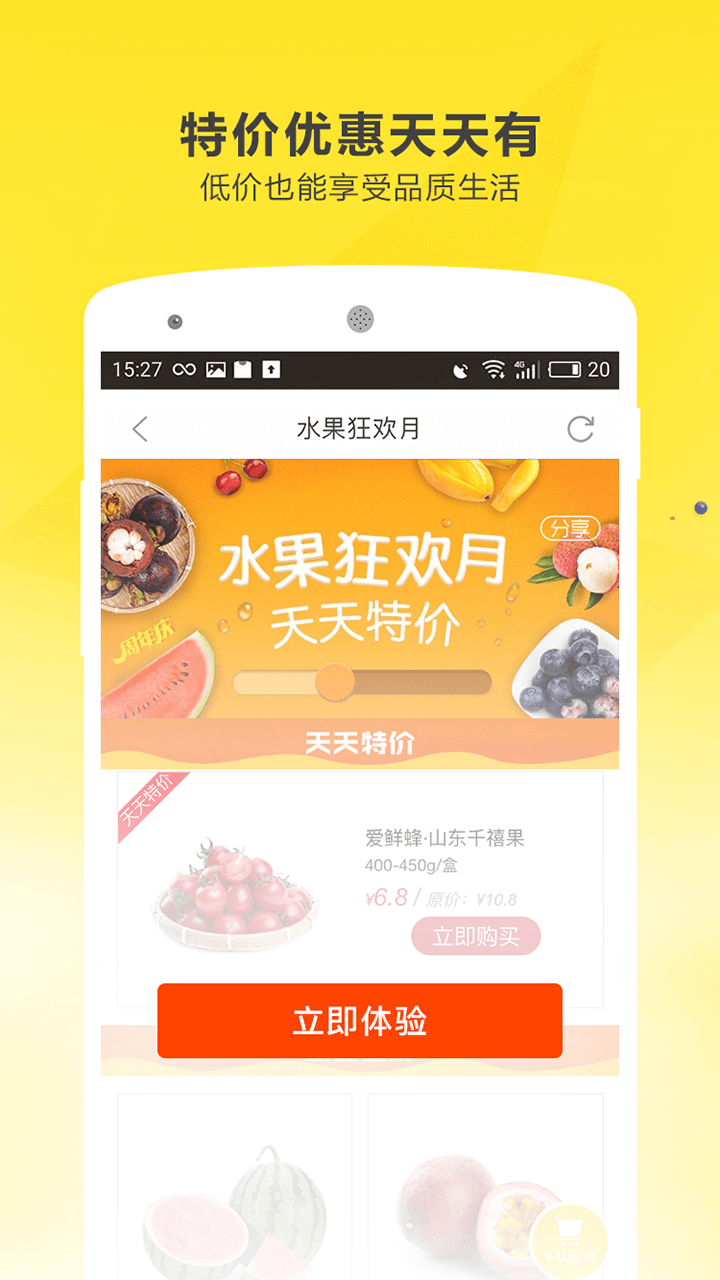 特价优惠天天有
低价也能享受品质生活
15:27
4G
20
水果狂欢月
分享
水果狂欢月
天天特价
周年庆
天天特价
天天特价
爱鲜蜂·山东千禧果
400-450g/盒
¥6.8 / 原价：¥10.8
立即购买
立即体验